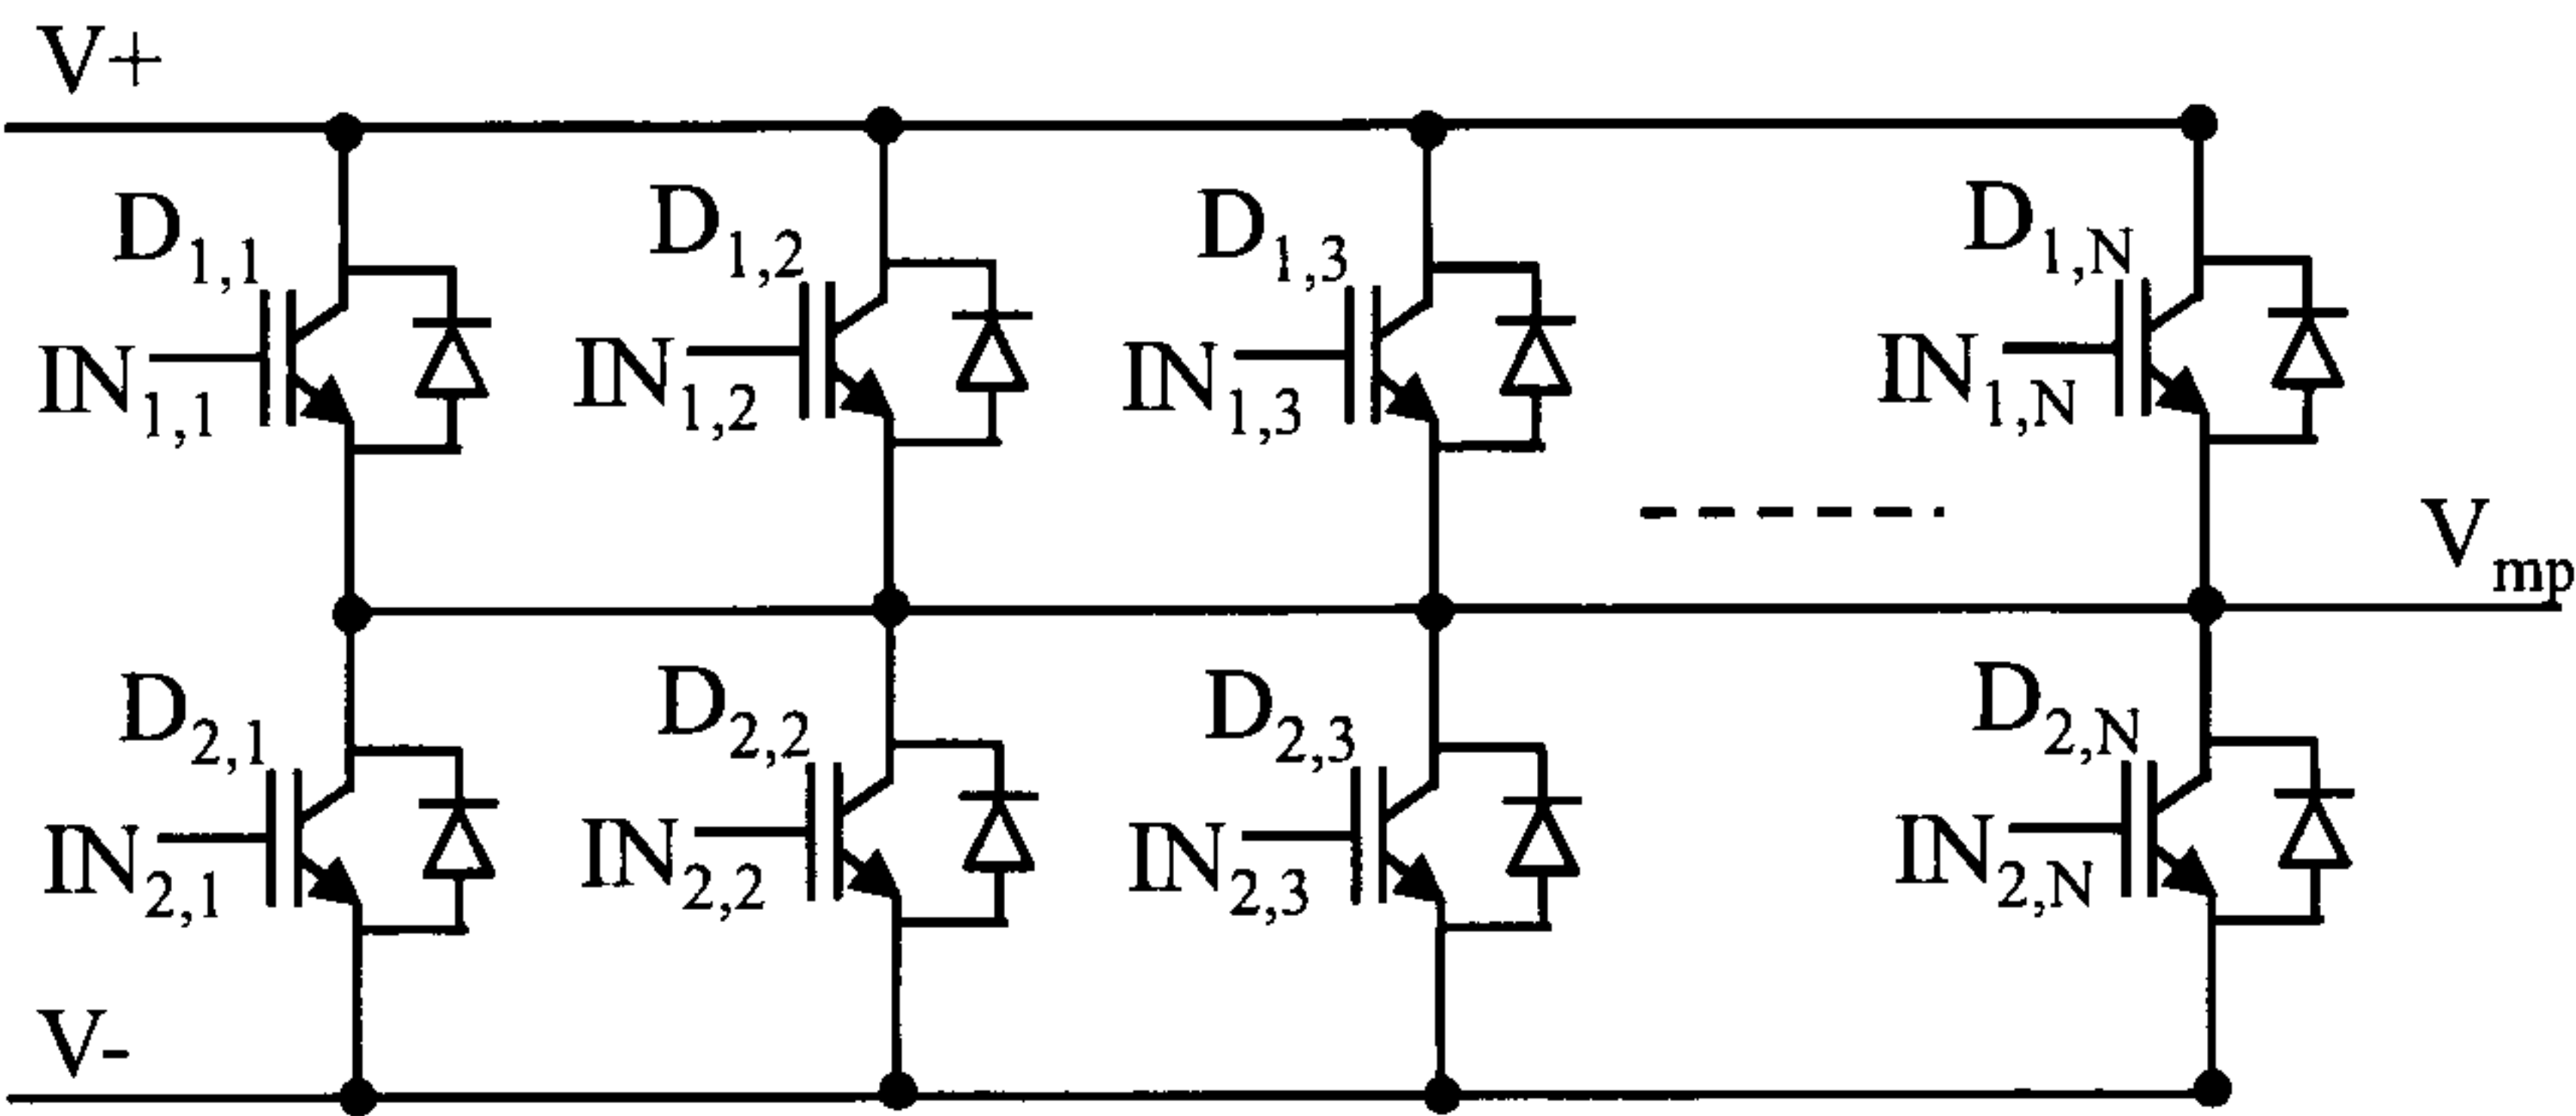 V+
D1,1 D1,2 D1,3 D1,N
IN1,1 IN1,2 IN1,3 IN1,N
Vmp
D2,1 D2,2 D2,3 D2,N
IN2,1 IN2,2 IN2,3 IN2,N
V-